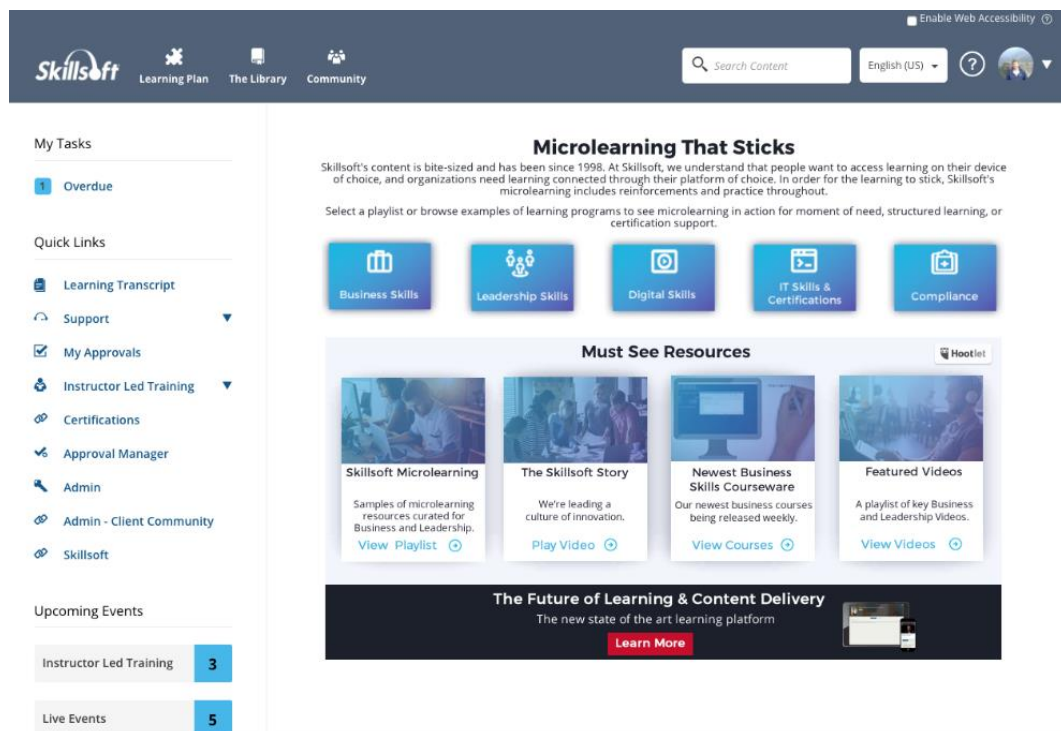 Enable Web Accessibility ?
Skillsoft
Learning Plan
The Library
Community
Search Content
English (US)
?
My Tasks
1 Overdue
Quick Links
Learning Transcript
Support
My Approvals
Instructor Led Training
Certifications
Approval Manager
Admin
Admin - Client Community
Skillsoft
Upcoming Events
Instructor Led Training 3
Live Events 5
Microlearning That Sticks
Skillsoft's content is bite-sized and has been since 1998. At Skillsoft, we understand that people want to access learning on their device
of choice, and organizations need learning connected through their platform of choice. In order for the learning to stick, Skillsoft's
microlearning includes reinforcements and practice throughout.
Select a playlist or browse examples of learning programs to see microlearning in action for moment of need, structured learning, or
certification support.
Business Skills
Leadership Skills
Digital Skills
IT Skills &
Certifications
Compliance
Must See Resources
Hootlet
Skillsoft Microlearning
Samples of microlearning
resources curated for
Business and Leadership.
View Playlist
The Skillsoft Story
We're leading a
culture of innovation.
Play Video
Newest Business
Skills Courseware
Our newest business courses
being released weekly.
View Courses
Featured Videos
A playlist of key Business
and Leadership Videos.
View Videos
The Future of Learning & Content Delivery
The new state of the art learning platform
Learn More